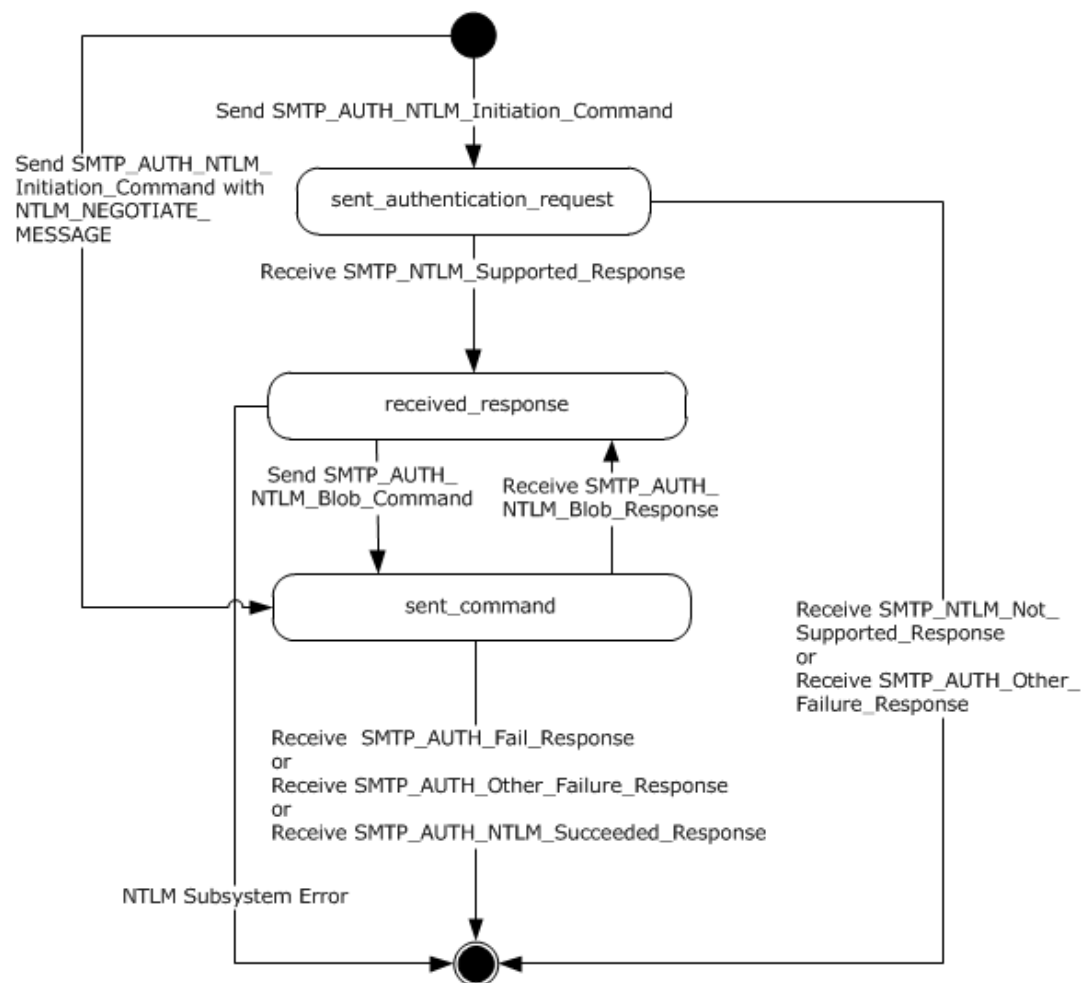 Send SMTP_AUTH_NTLM_Initiation_Command
Send SMTP_AUTH_NTLM_
Initiation_Command with
NTLM_NEGOTIATE_
MESSAGE
sent_authentication_request
Receive SMTP_NTLM_Supported_Response
received_response
Send SMTP_AUTH_
NTLM_Blob_Command
Receive SMTP_AUTH_
NTLM_Blob_Response
sent_command
Receive SMTP_NTLM_Not_
Supported_Response
or
Receive SMTP_AUTH_Other_
Failure_Response
Receive SMTP_AUTH_Fail_Response
or
Receive SMTP_AUTH_Other_Failure_Response
or
Receive SMTP_AUTH_NTLM_Succeeded_Response
NTLM Subsystem Error